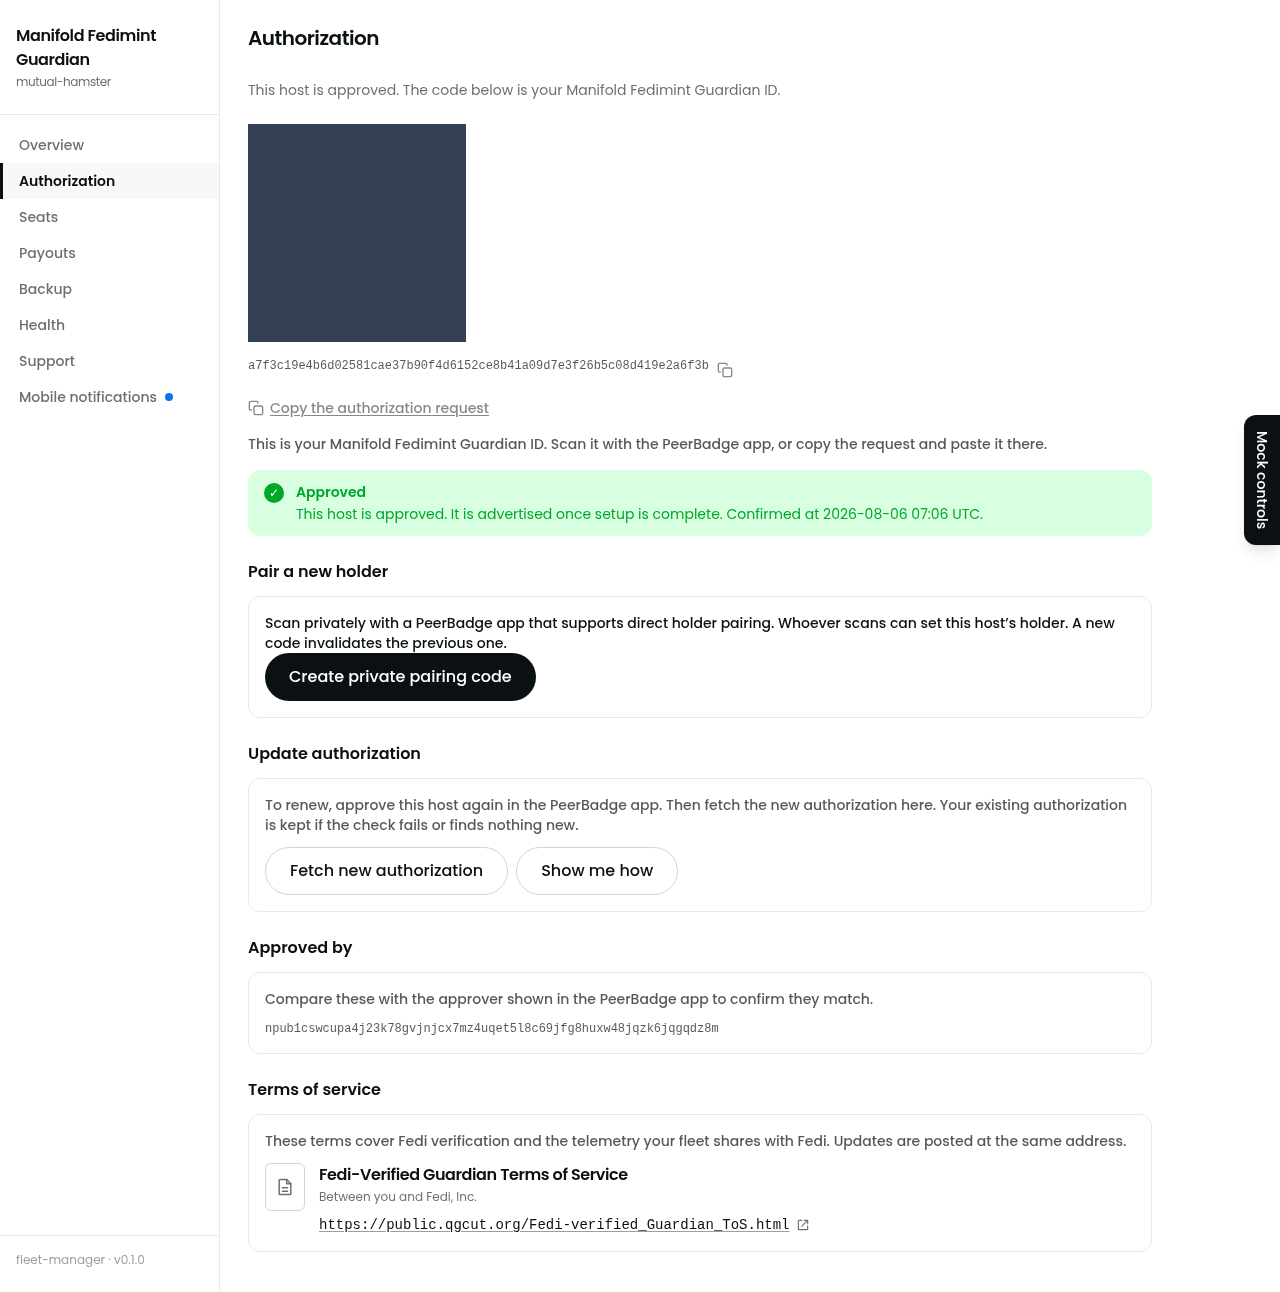 Manifold Fedimint
Guardian
mutual-hamster
Overview
Authorization
Seats
Payouts
Backup
Health
Support
Mobile notifications
fleet-manager · v0.1.0
Authorization
This host is approved. The code below is your Manifold Fedimint Guardian ID.
a7f3c19e4b6d02581cae37b90f4d6152ce8b41a09d7e3f26b5c08d419e2a6f3b
Copy the authorization request
This is your Manifold Fedimint Guardian ID. Scan it with the PeerBadge app, or copy the request and paste it there.
Approved
This host is approved. It is advertised once setup is complete. Confirmed at 2026-08-06 07:06 UTC.
Pair a new holder
Scan privately with a PeerBadge app that supports direct holder pairing. Whoever scans can set this host’s holder. A new
code invalidates the previous one.
Create private pairing code
Update authorization
To renew, approve this host again in the PeerBadge app. Then fetch the new authorization here. Your existing authorization
is kept if the check fails or finds nothing new.
Fetch new authorization
Show me how
Approved by
Compare these with the approver shown in the PeerBadge app to confirm they match.
npub1cswcupa4j23k78gvjnjcx7mz4uqet5l8c69jfg8huxw48jqzk6jqgqdz8m
Terms of service
These terms cover Fedi verification and the telemetry your fleet shares with Fedi. Updates are posted at the same address.
Fedi-Verified Guardian Terms of Service
Between you and Fedi, Inc.
https://public.qgcut.org/Fedi-verified_Guardian_ToS.html
Mock controls